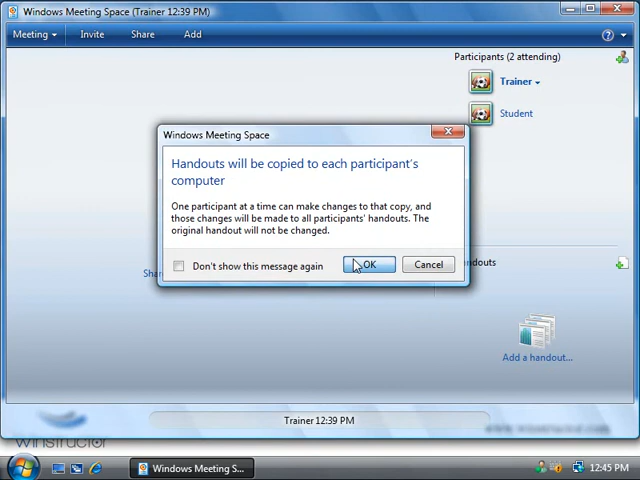 Windows Meeting Space (Trainer 12:39 PM)
Meeting
Invite
Share
Add
Participants (2 attending)
Trainer
Student
Windows Meeting Space
Handouts will be copied to each participant's
computer
One participant at a time can make changes to that copy, and
those changes will be made to all participants' handouts. The
original handout will not be changed.
Don't show this message again
OK
Cancel
Add a handout...
Trainer 12:39 PM
winstructor
Windows Meeting S...
12:45 PM